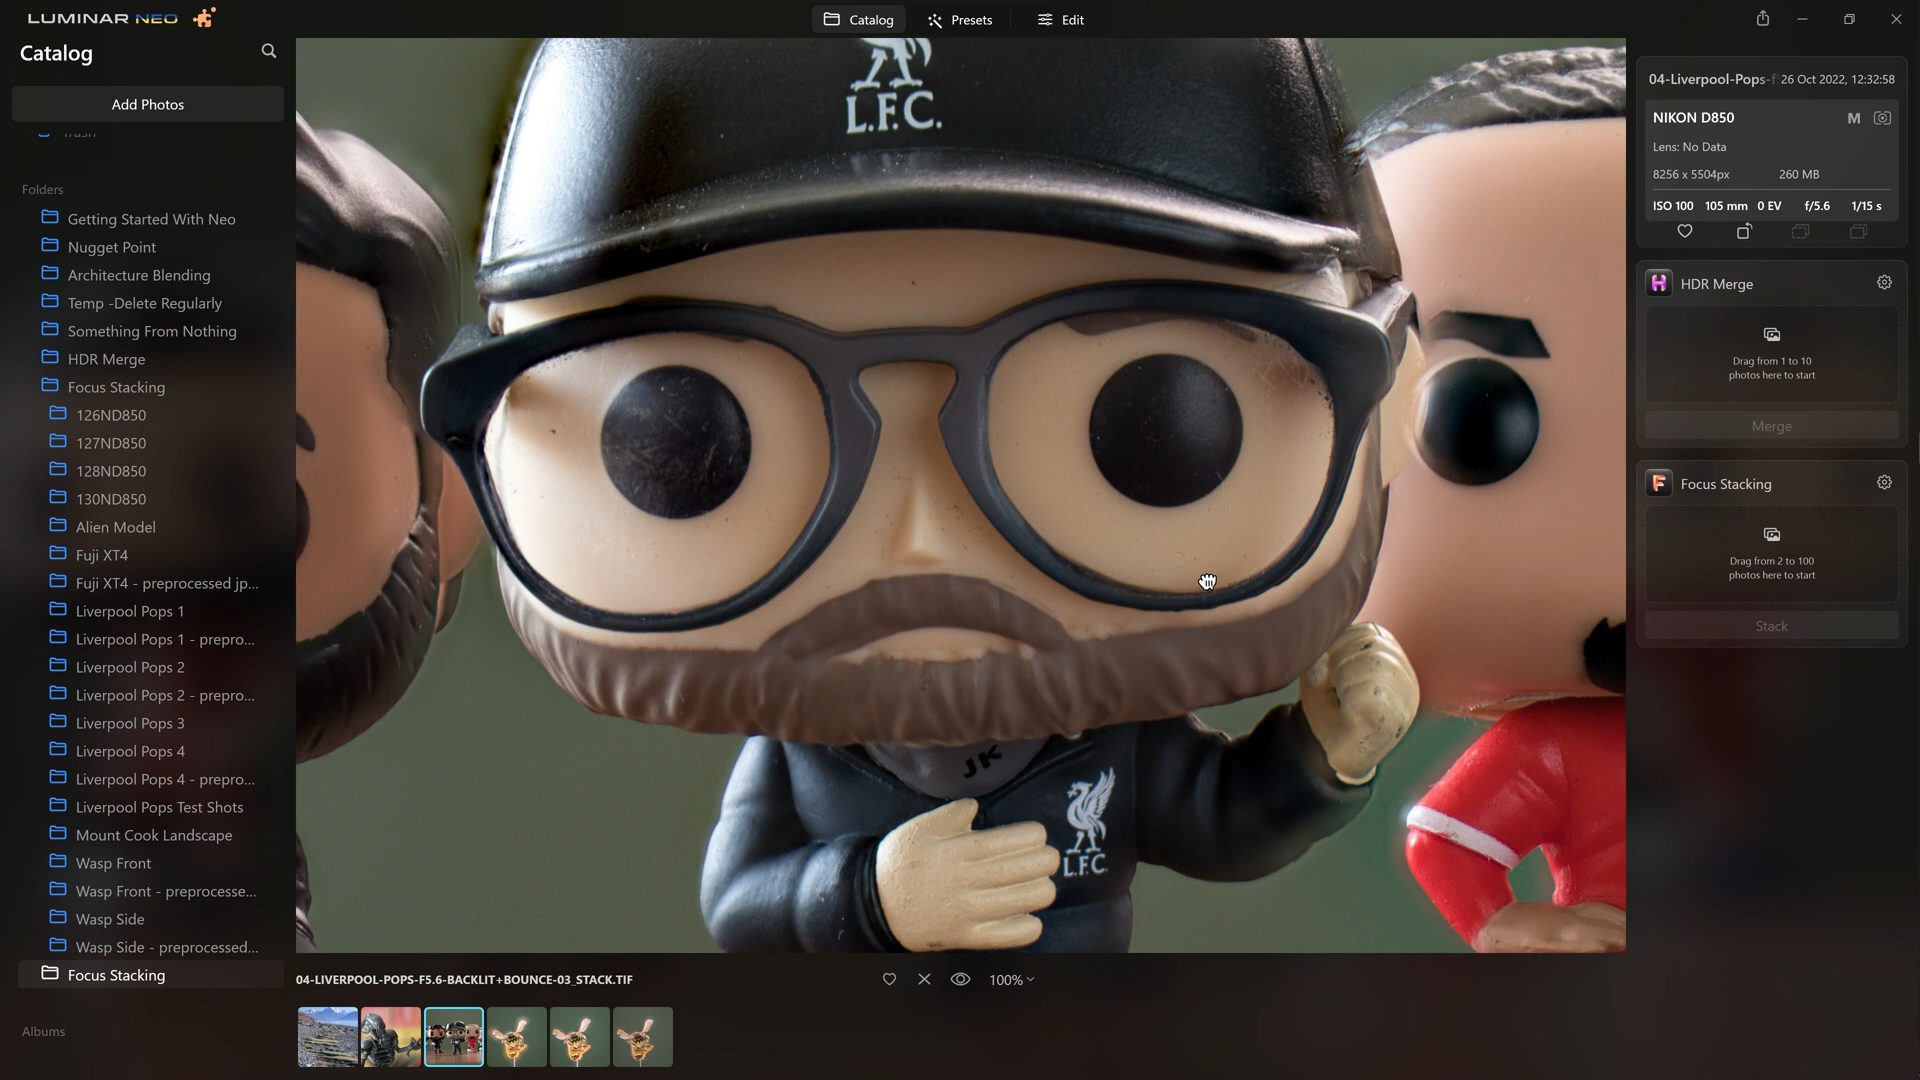 LUMINAR NEO
Catalog
Presets
Edit
Catalog
Add Photos
Trash
Folders
Getting Started With Neo
Nugget Point
Architecture Blending
Temp -Delete Regularly
Something From Nothing
HDR Merge
Focus Stacking
126ND850
127ND850
128ND850
130ND850
Alien Model
Fuji XT4
Fuji XT4 - preprocessed jp...
Liverpool Pops 1
Liverpool Pops 1 - prepro...
Liverpool Pops 2
Liverpool Pops 2 - prepro...
Liverpool Pops 3
Liverpool Pops 4
Liverpool Pops 4 - prepro...
Liverpool Pops Test Shots
Mount Cook Landscape
Wasp Front
Wasp Front - preprocesse...
Wasp Side
Wasp Side - preprocessed...
Focus Stacking
Albums
L.F.C.
JK
L.F.C.
04-LIVERPOOL-POPS-F5.6-BACKLIT+BOUNCE-03_STACK.TIF
100%
04-Liverpool-Pops-f 26 Oct 2022, 12:32:58
NIKON D850 M
Lens: No Data
8256 x 5504px 260 MB
ISO 100 105 mm 0 EV f/5.6 1/15 s
H HDR Merge
Drag from 1 to 10
photos here to start
Merge
F Focus Stacking
Drag from 2 to 100
photos here to start
Stack